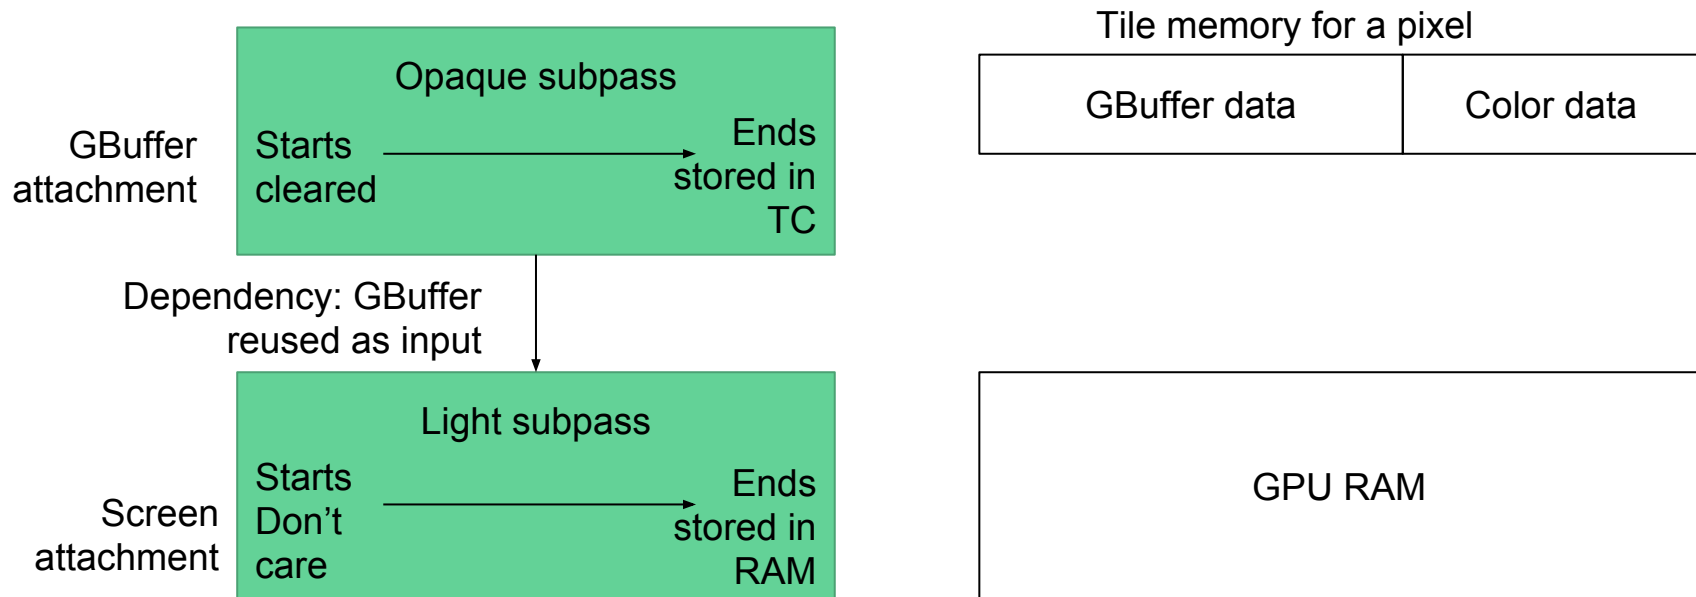 Tile memory for a pixel
Opaque subpass
GBuffer
attachment
Starts
cleared
Ends
stored in
TC
GBuffer data
Color data
Dependency: GBuffer
reused as input
Light subpass
Screen
attachment
Starts
Don’t
care
Ends
stored in
RAM
GPU RAM